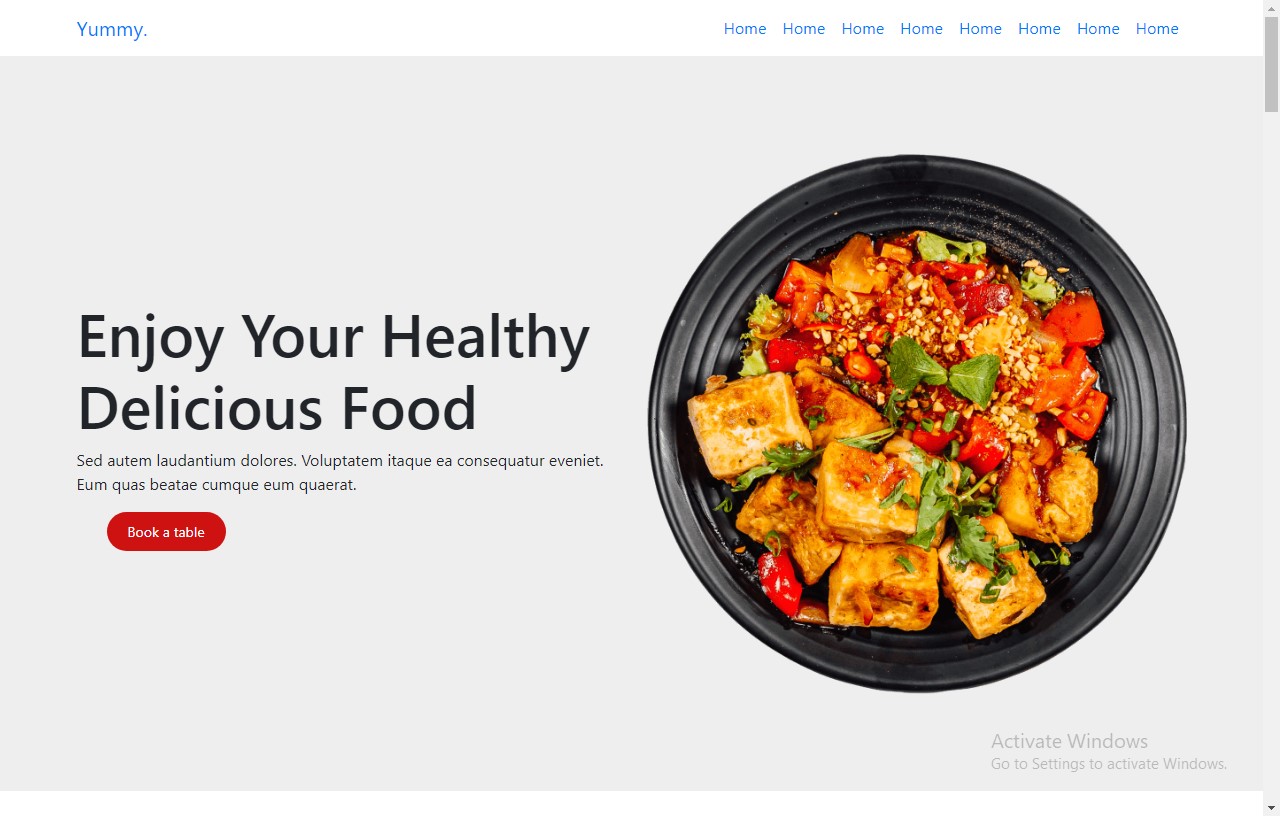 Yummy.
Home Home Home Home Home Home Home Home
Enjoy Your Healthy
Delicious Food
Sed autem laudantium dolores. Voluptatem itaque ea consequatur eveniet.
Eum quas beatae cumque eum quaerat.
Book a table
Activate Windows
Go to Settings to activate Windows.